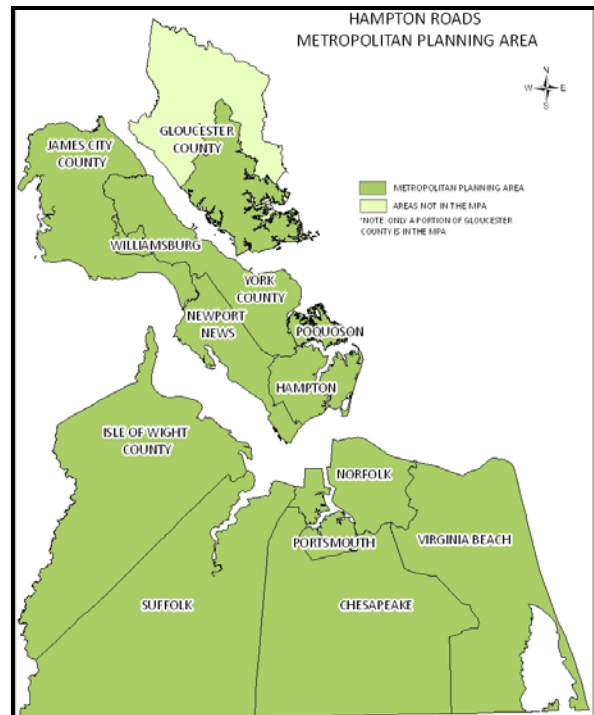 HAMPTON ROADS
METROPOLITAN PLANNING AREA
N
W
E
S
GLOUCESTER
COUNTY
JAMES CITY
COUNTY
METROPOLITAN PLANNING AREA
AREAS NOT IN THE MPA
*NOTE: ONLY A PORTION OF GLOUCESTER
COUNTY IS IN THE MPA
WILLIAMSBURG
YORK
COUNTY
NEWPORT
NEWS
POQUOSON
HAMPTON
ISLE OF WIGHT
COUNTY
NORFOLK
PORTSMOUTH
VIRGINIA BEACH
SUFFOLK
CHESAPEAKE